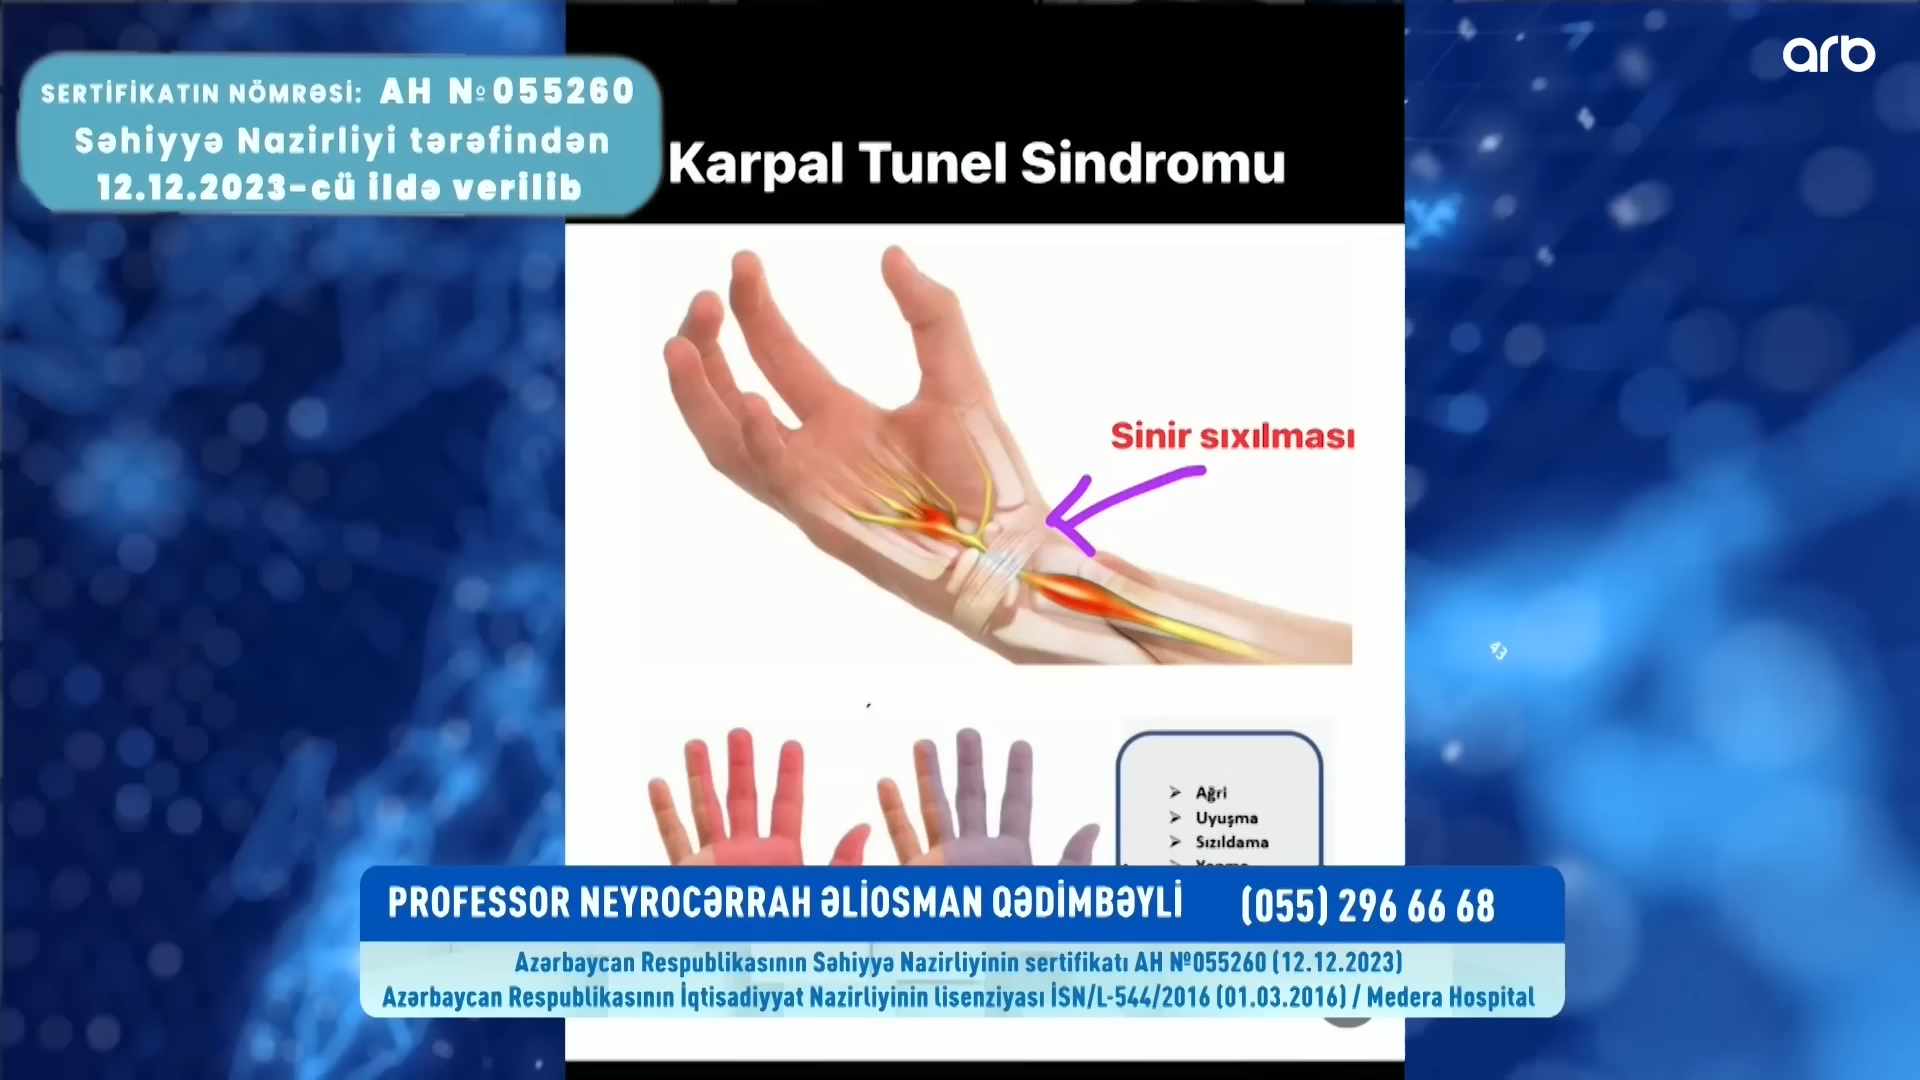 arb
SERTİFİKATIN NÖMRƏSİ: AH №055260
Səhiyyə Nazirliyi tərəfindən
12.12.2023-cü ildə verilib
Karpal Tunel Sindromu
Sinir sıxılması
43
➢ Ağri
➢ Uyuşma
➢ Sızıldama
PROFESSOR NEYROCƏRRAH ƏLİOSMAN QƏDİMBƏYLİ (055) 296 66 68
Azərbaycan Respublikasının Səhiyyə Nazirliyinin sertifikatı AH №055260 (12.12.2023)
Azərbaycan Respublikasının İqtisadiyyat Nazirliyinin lisenziyası İSN/L-544/2016 (01.03.2016) / Medera Hospital